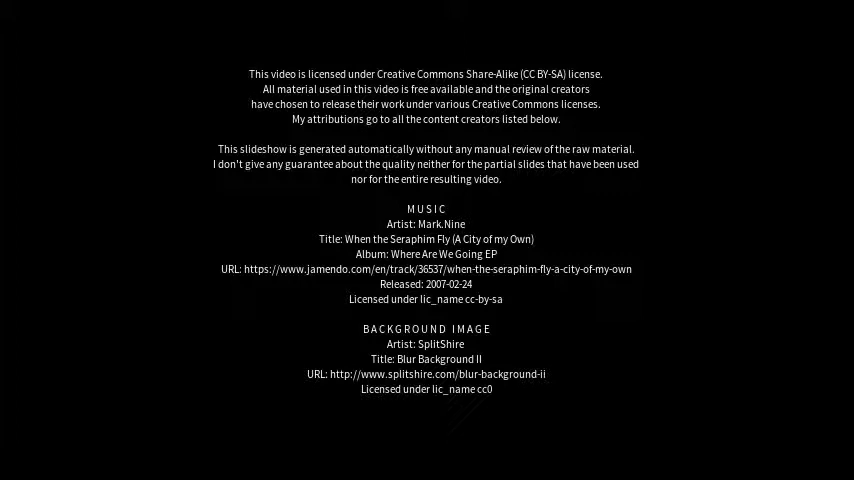 This video is licensed under Creative Commons Share-Alike (CC BY-SA) license.
All material used in this video is free available and the original creators
have chosen to release their work under various Creative Commons licenses.
My attributions go to all the content creators listed below.
This slideshow is generated automatically without any manual review of the raw material.
I don't give any guarantee about the quality neither for the partial slides that have been used
nor for the entire resulting video.
MUSIC
Artist: Mark.Nine
Title: When the Seraphim Fly (A City of my Own)
Album: Where Are We Going EP
URL: https://www.jamendo.com/en/track/36537/when-the-seraphim-fly-a-city-of-my-own
Released: 2007-02-24
Licensed under lic_name cc-by-sa
BACKGROUND IMAGE
Artist: SplitShire
Title: Blur Background II
URL: http://www.splitshire.com/blur-background-ii
Licensed under lic_name cc0